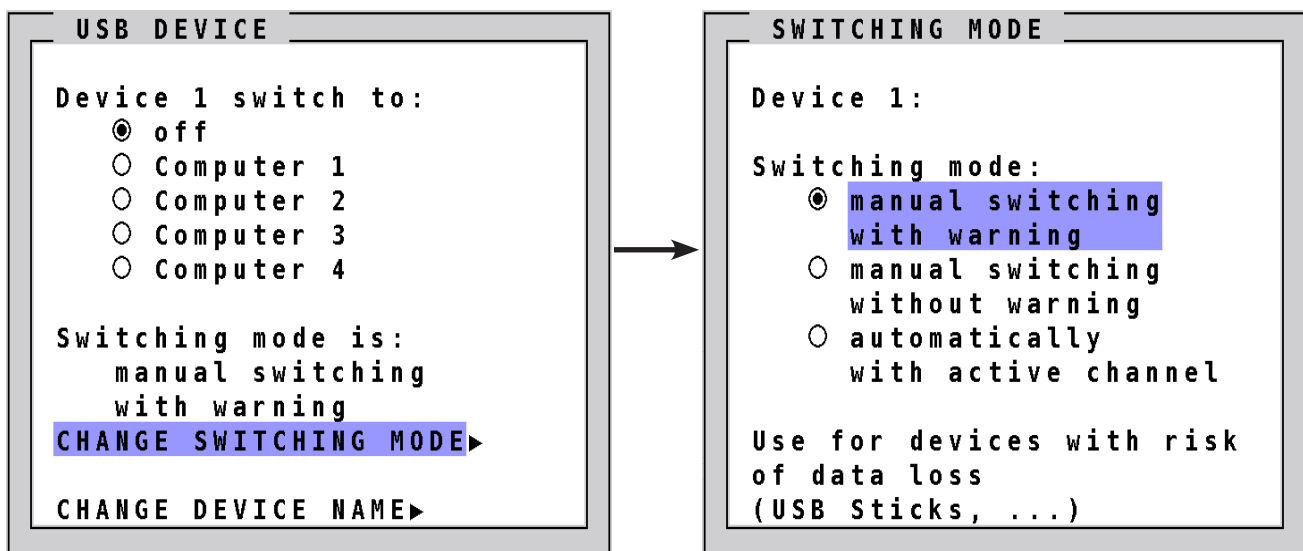 USB DEVICE
Device 1 switch to:
off
Computer 1
Computer 2
Computer 3
Computer 4
Switching mode is:
manual switching
with warning
CHANGE SWITCHING MODE▶
CHANGE DEVICE NAME▶
SWITCHING MODE
Device 1:
Switching mode:
manual switching
with warning
manual switching
without warning
automatically
with active channel
Use for devices with risk
of data loss
(USB Sticks, ...)